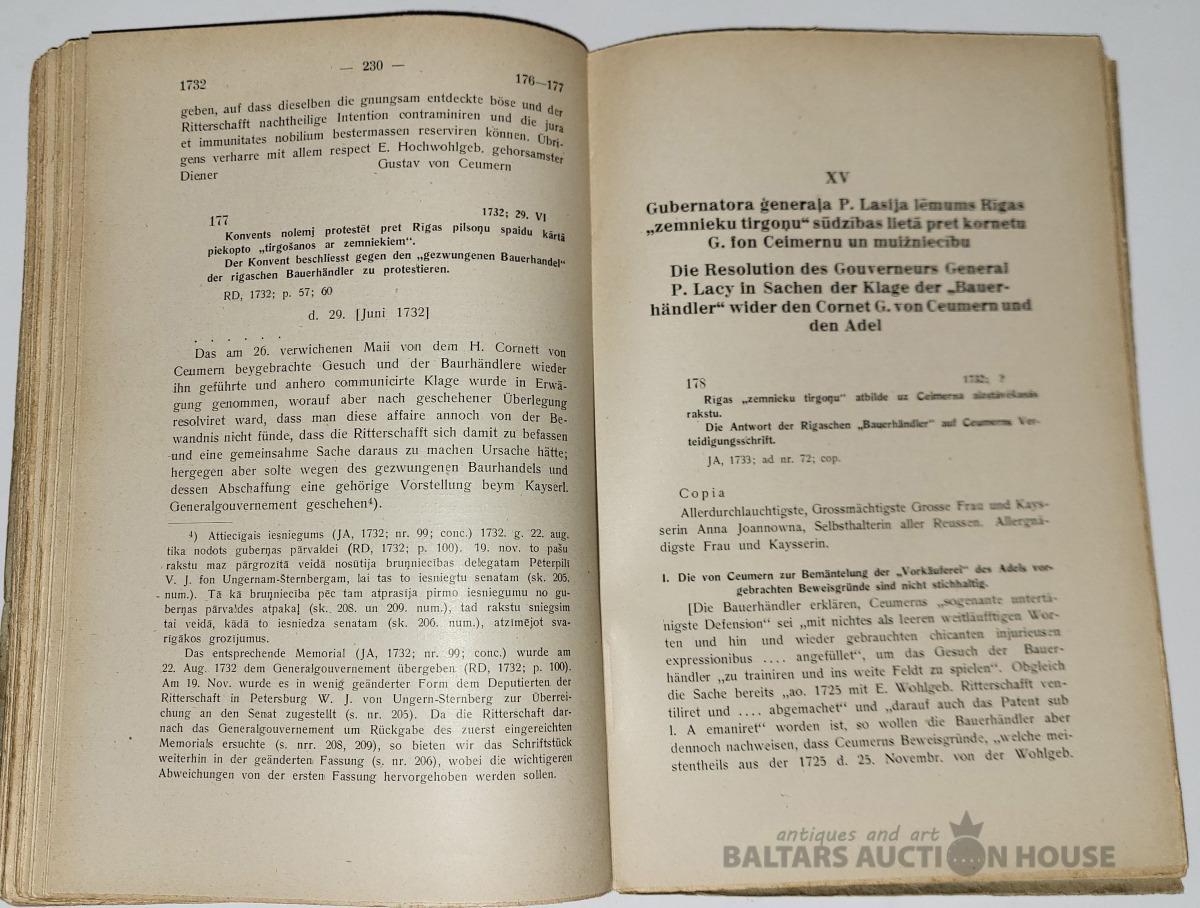 — 230 —
1732 176—177
geben, auf dass dieselben die gnungsam entdeckte böse und der
Ritterschafft nachtheilige Intention contraminiren und die jura
et immunitates nobilium bestermassen reserviren können. Übri-
gens verharre mit allem respect E. Hochwohlgeb. gehorsamster
Diener Gustav von Ceumern
177 1732; 29. VI
Konvents nolemj protestēt pret Rīgas pilsoņu spaidu kārtā
piekopto „tirgošanos ar zemniekiem“.
Der Konvent beschliesst gegen den „gezwungenen Bauerhandel“
der rigaschen Bauerhändler zu protestieren.
RD, 1732; p. 57; 60
d. 29. [Juni 1732]
. . . . . .
Das am 26. verwichenen Maii von dem H. Cornett von
Ceumern beygebrachte Gesuch und der Baurhändlere wieder
ihn geführte und anhero communicirte Klage wurde in Erwä-
gung genommen, worauf aber nach geschehener Überlegung
resolviret ward, dass man diese affaire annoch von der Be-
wandnis nicht fünde, dass die Ritterschafft sich damit zu befassen
und eine gemeinsahme Sache daraus zu machen Ursache hätte;
hergegen aber solte wegen des gezwungenen Baurhandels und
dessen Abschaffung eine gehörige Vorstellung beym Kayserl.
Generalgouvernement geschehen⁴).
⁴) Attiecīgais iesniegums (JA, 1732; nr. 99; conc.) 1732. g. 22. aug.
tika nodots guberņas pārvaldei (RD, 1732; p. 100). 19. nov. to pašu
rakstu maz pārgrozītā veidā nosūtīja bruņniecības delegatam Peterpilī
V. J. fon Ungernam-Sternbergam, lai tas to iesniegtu senatam (sk. 205.
num.). Tā kā bruņniecība pēc tam atprasīja pirmo iesniegumu no gu-
berņas pārvaldes atpakaļ (sk. 208. un 209. num.), tad rakstu sniegsim
tai veidā, kādā to iesniedza senatam (sk. 206. num.), atzīmējot sva-
rīgākos grozījumus.
Das entsprechende Memorial (JA, 1732; nr. 99; conc.) wurde am
22. Aug. 1732 dem Generalgouvernement übergeben (RD, 1732; p. 100).
Am 19. Nov. wurde es in wenig geänderter Form dem Deputierten der
Ritterschaft in Petersburg W. J. von Ungern-Sternberg zur Überrei-
chung an den Senat zugestellt (s. nr. 205). Da die Ritterschaft dar-
nach das Generalgouvernement um Rückgabe des zuerst eingereichten
Memorials ersuchte (s. nrr. 208, 209), so bieten wir das Schriftstück
weiterhin in der geänderten Fassung (s. nr. 206), wobei die wichtigeren
Abweichungen von der ersten Fassung hervorgehoben werden sollen.
XV
Gubernatora ģeneraļa P. Lasija lēmums Rīgas
„zemnieku tirgoņu“ sūdzības lietā pret kornetu
G. fon Ceimernu un muižniecību
Die Resolution des Gouverneurs General
P. Lacy in Sachen der Klage der „Bauer-
händler“ wider den Cornet G. von Ceumern und
den Adel
178 1732; ?
Rīgas „zemnieku tirgoņu“ atbilde uz Ceimerna aizstāvēšanās
rakstu.
Die Antwort der Rigaschen „Bauerhändler“ auf Ceumerns Ver-
teidigungsschrift.
JA, 1733; ad nr. 72; cop.
Copia
Allerdurchlauchtigste, Grossmächtigste Grosse Frau und Kays-
serin Anna Joannowna, Selbsthalterin aller Reussen. Allergnä-
digste Frau und Kaysserin.
1. Die von Ceumern zur Bemäntelung der „Vorkäuferei“ des Adels vor-
gebrachten Beweisgründe sind nicht stichhaltig.
[Die Bauerhändler erklären, Ceumerns „sogenante untertä-
nigste Defension“ sei „mit nichtes als leeren weitläufftigen Wor-
ten und hin und wieder gebrauchten chicanten injurieusen
expressionibus .... angefüllet“, um das Gesuch der Bauer-
händler „zu trainiren und ins weite Feldt zu spielen“. Obgleich
die Sache bereits „ao. 1725 mit E. Wohlgeb. Ritterschafft ven-
tiliret und .... abgemachet“ und „darauf auch das Patent sub
l. A emaniret“ worden ist, so wollen die Bauerhändler aber
dennoch nachweisen, dass Ceumerns Beweisgründe, „welche mei-
stentheils aus der 1725 d. 25. Novembr. von der Wohlgeb.
antiques and art
BALTARS AUCTION HOUSE